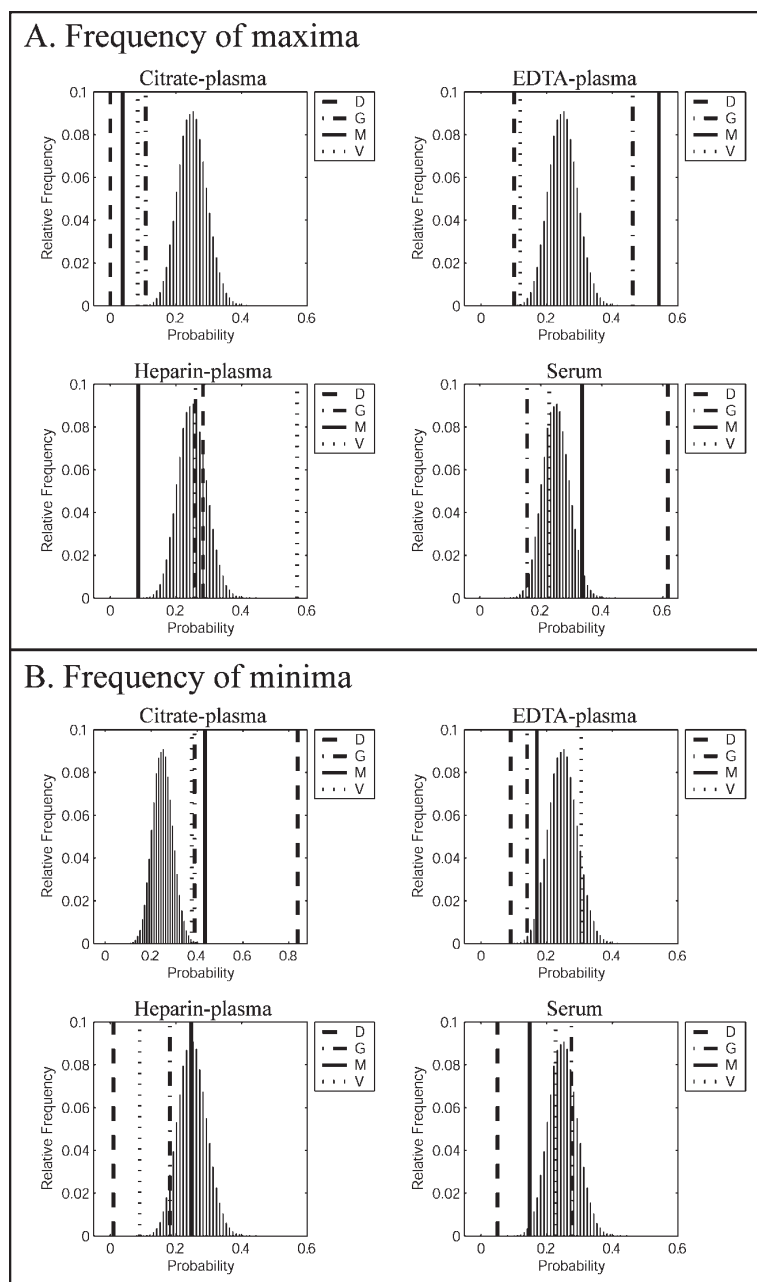 A. Frequency of maxima
Citrate-plasma
0.1
0.08
0.06
0.04
0.02
0
Relative Frequency
0
0.2
0.4
0.6
Probability
D
G
M
V
EDTA-plasma
0.1
0.08
0.06
0.04
0.02
0
Relative Frequency
0
0.2
0.4
0.6
Probability
D
G
M
V
Heparin-plasma
0.1
0.08
0.06
0.04
0.02
0
Relative Frequency
0
0.2
0.4
0.6
Probability
D
G
M
V
Serum
0.1
0.08
0.06
0.04
0.02
0
Relative Frequency
0
0.2
0.4
0.6
Probability
D
G
M
V
B. Frequency of minima
Citrate-plasma
0.1
0.08
0.06
0.04
0.02
0
Relative Frequency
0
0.2
0.4
0.6
0.8
Probability
D
G
M
V
EDTA-plasma
0.1
0.08
0.06
0.04
0.02
0
Relative Frequency
0
0.2
0.4
0.6
Probability
D
G
M
V
Heparin-plasma
0.1
0.08
0.06
0.04
0.02
0
Relative Frequency
0
0.2
0.4
0.6
Probability
D
G
M
V
Serum
0.1
0.08
0.06
0.04
0.02
0
Relative Frequency
0
0.2
0.4
0.6
Probability
D
G
M
V